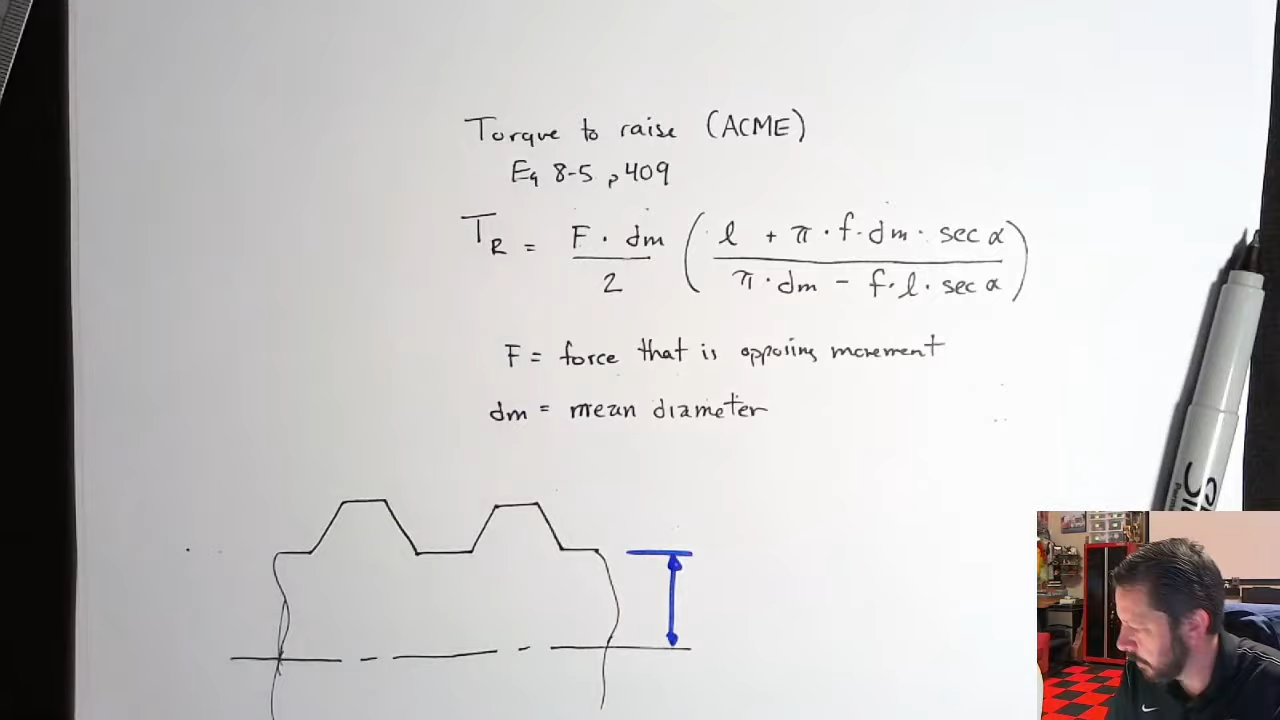 Torque to raise (ACME)
Eq 8-5, p409
T_R = F · dm / 2 ( l + π · f · dm · sec α / π · dm - f · l · sec α )
F = force that is opposing movement
dm = mean diameter